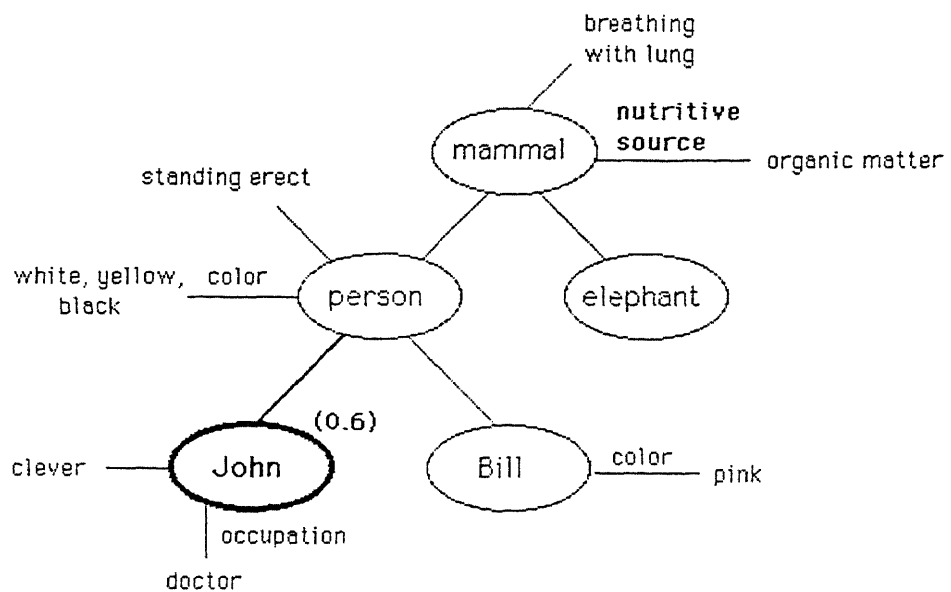 breathing
with lung
nutritive
source
mammal
organic matter
standing erect
white, yellow,
black
color
person
elephant
(0.6)
clever
John
Bill
color
pink
occupation
doctor